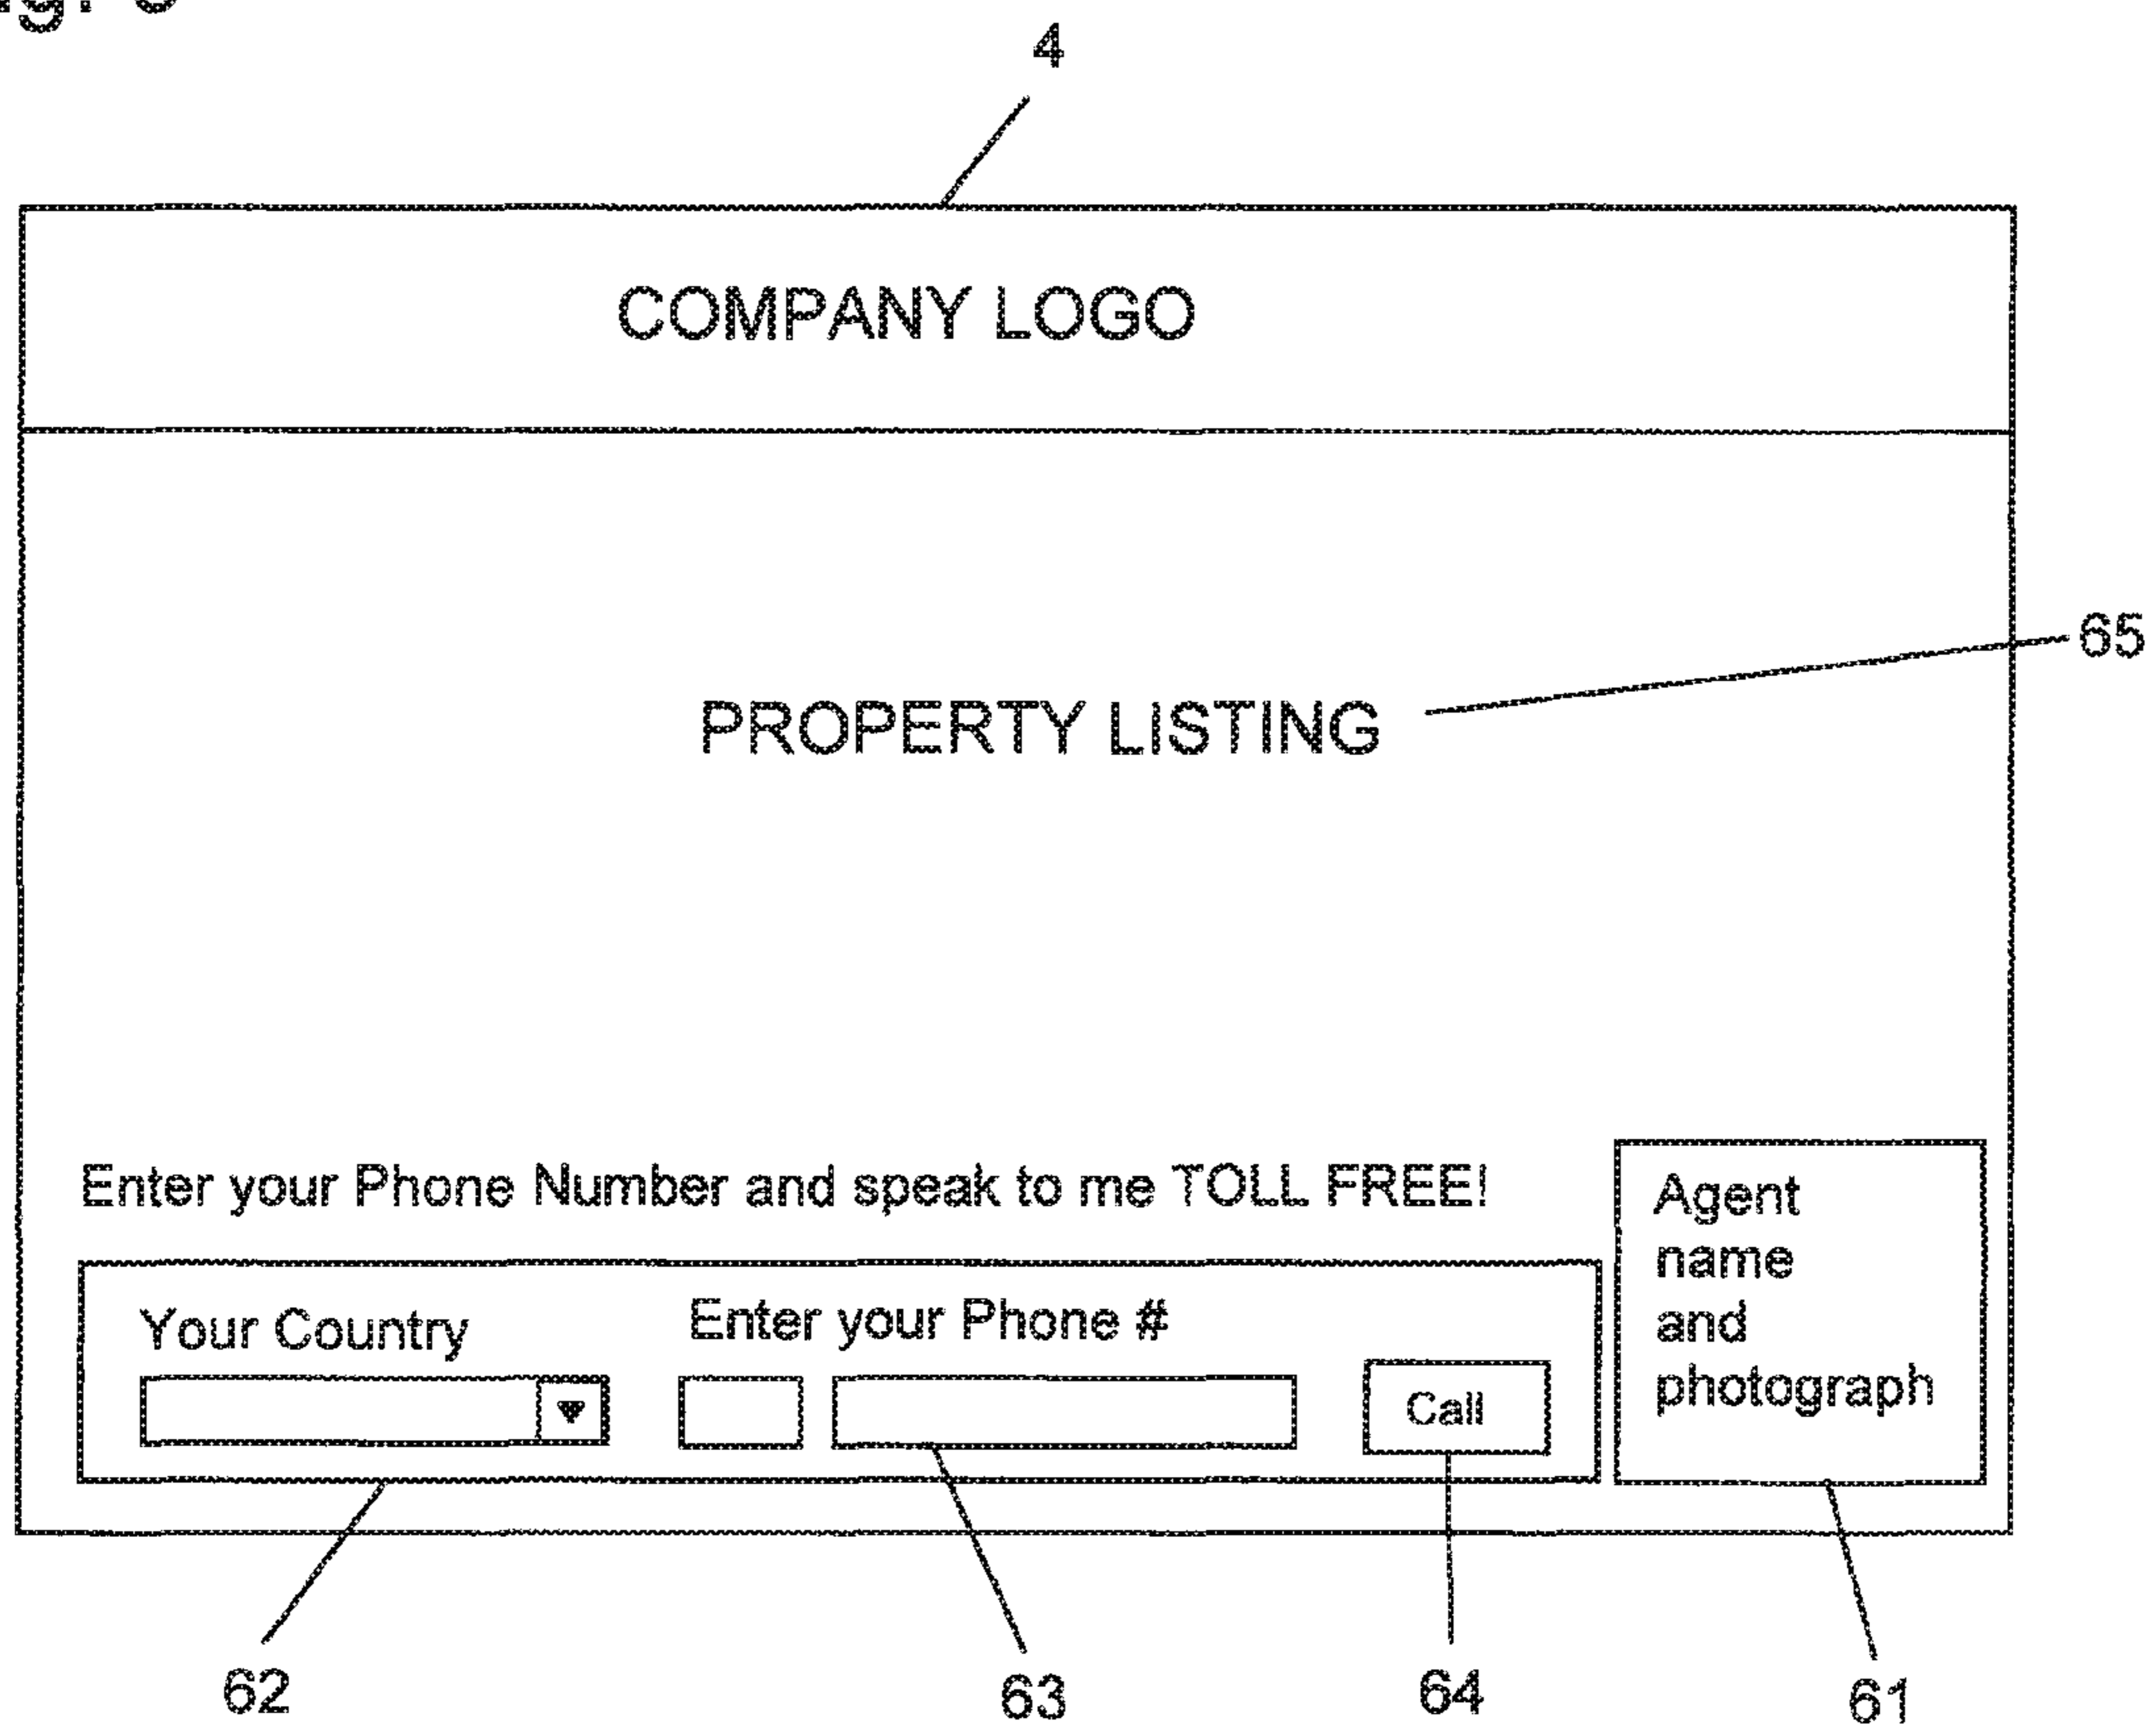 4
COMPANY LOGO
65
PROPERTY LISTING
Enter your Phone Number and speak to me TOLL FREE!
Agent
name
and
photograph
Your Country
Enter your Phone #
Call
62
63
64
61